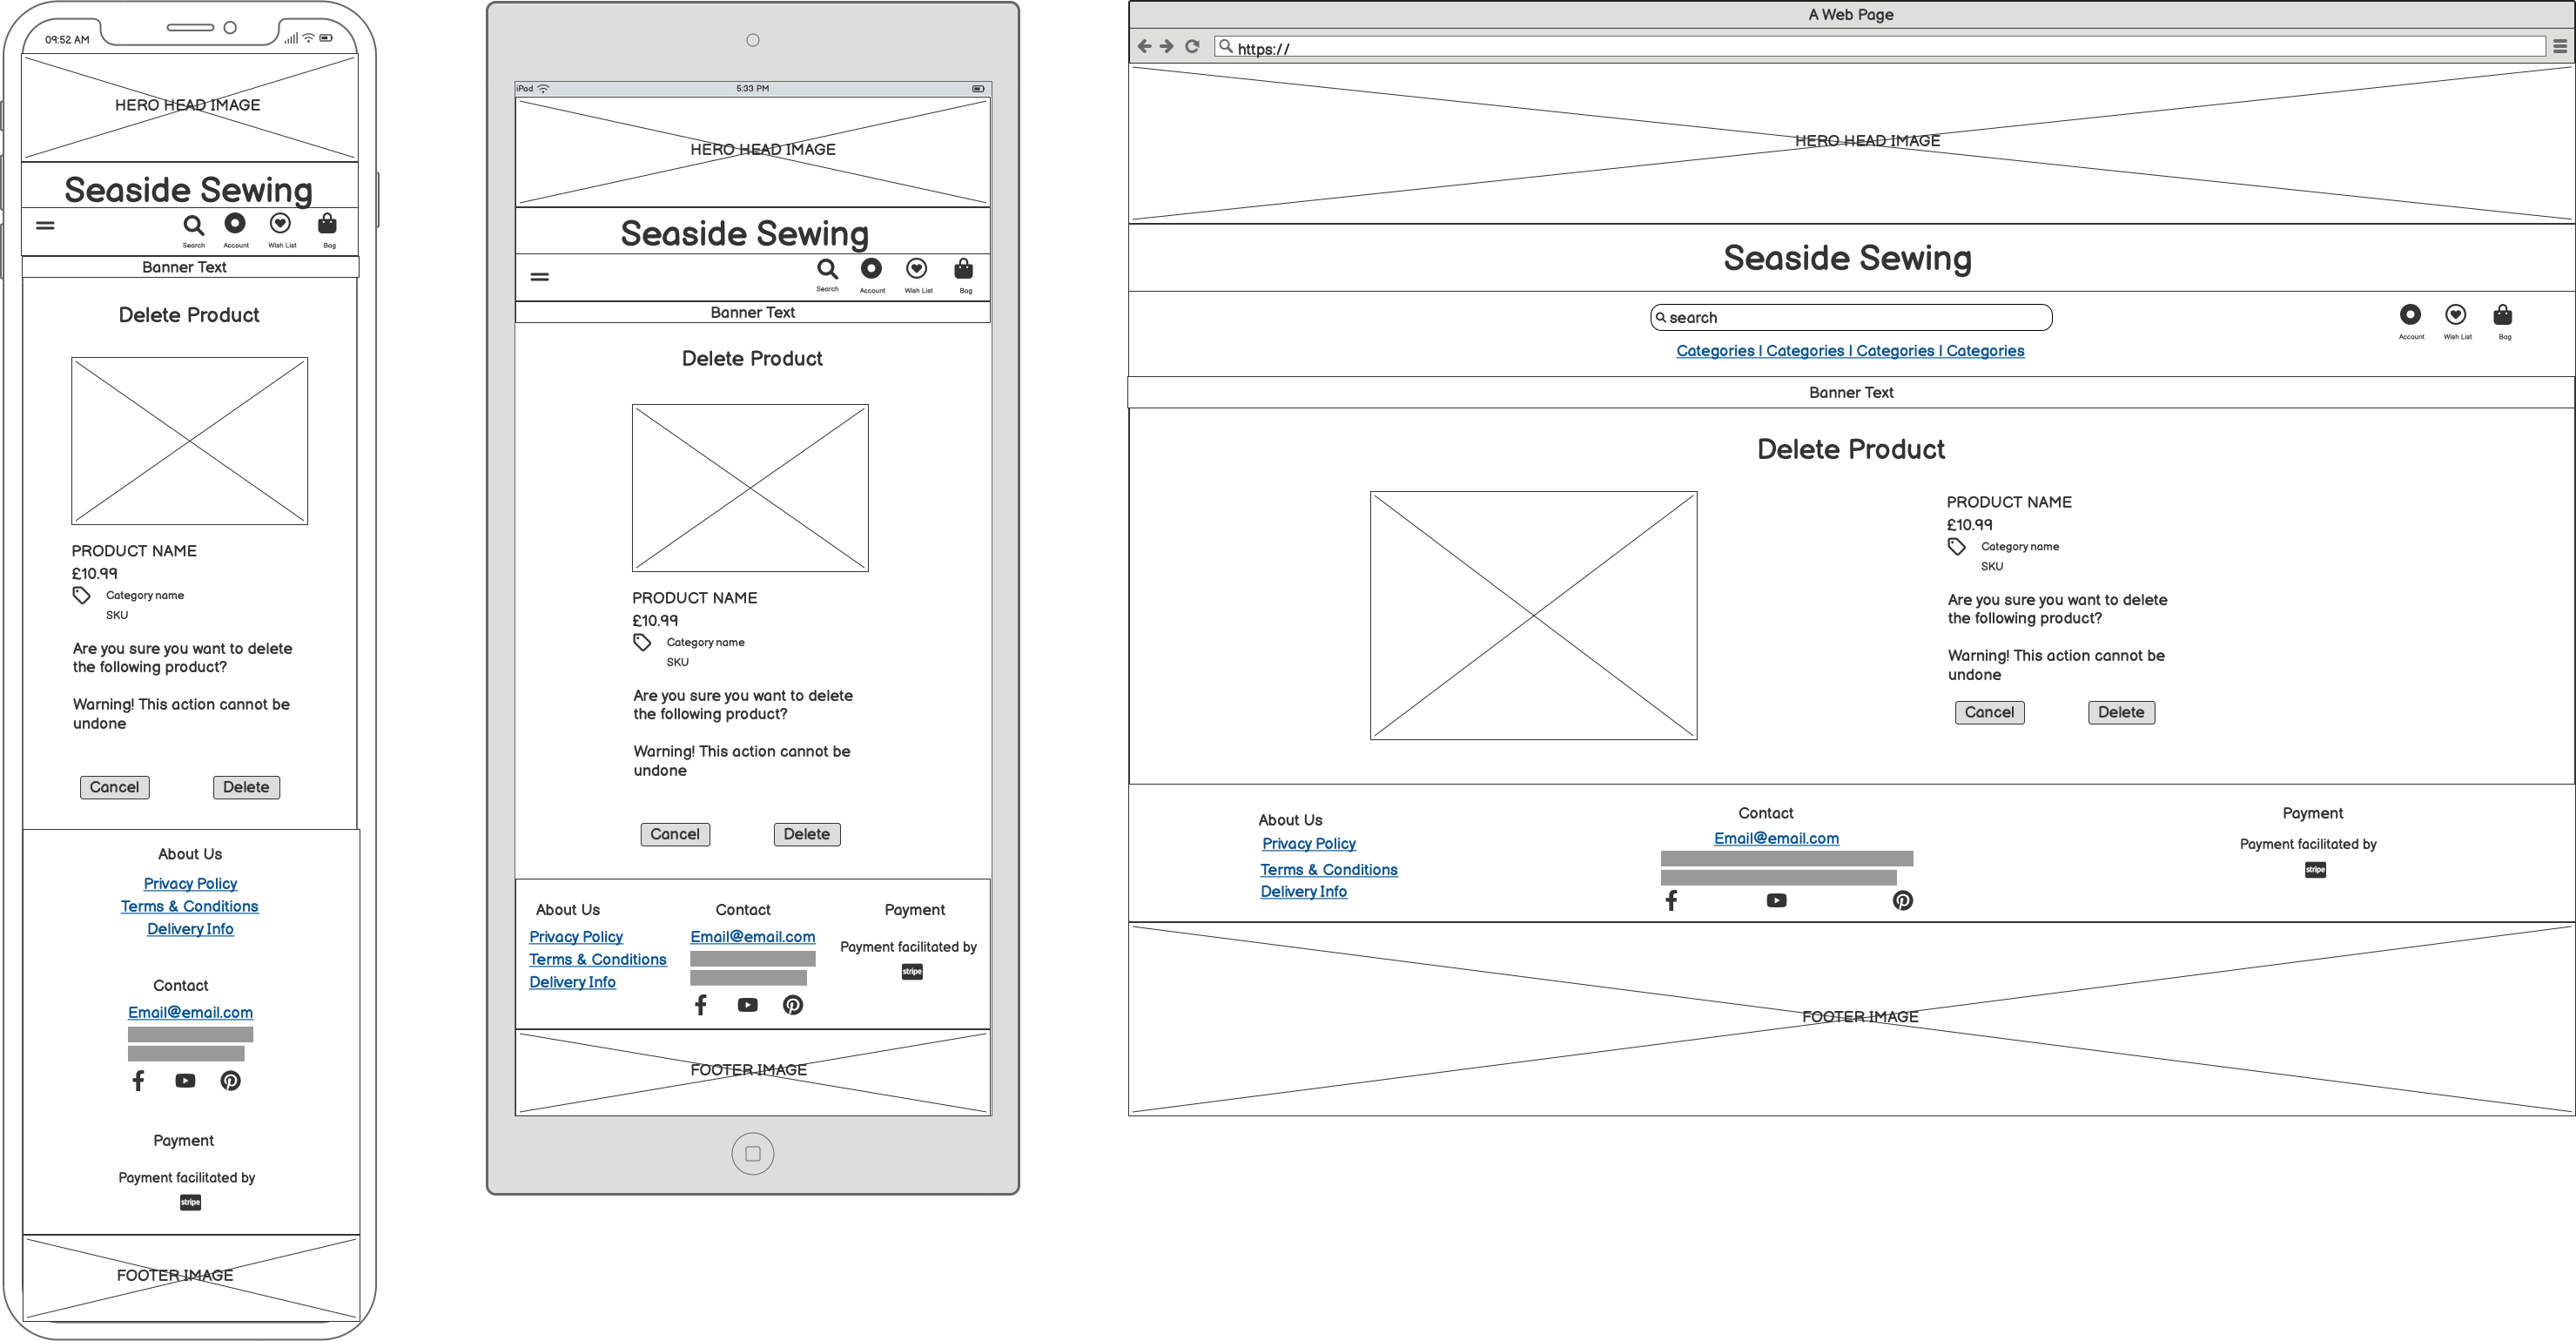 09:52 AM
HERO HEAD IMAGE
Seaside Sewing
Search Account Wish List Bag
Banner Text
Delete Product
PRODUCT NAME
£10.99
Category name
SKU
Are you sure you want to delete
the following product?
Warning! This action cannot be
undone
Cancel Delete
About Us
Privacy Policy
Terms & Conditions
Delivery Info
Contact
Email@email.com
Payment
Payment facilitated by
stripe
FOOTER IMAGE
iPad 5:33 PM
HERO HEAD IMAGE
Seaside Sewing
Search Account Wish List Bag
Banner Text
Delete Product
PRODUCT NAME
£10.99
Category name
SKU
Are you sure you want to delete
the following product?
Warning! This action cannot be
undone
Cancel Delete
About Us
Privacy Policy
Terms & Conditions
Delivery Info
Contact
Email@email.com
Payment
Payment facilitated by
stripe
FOOTER IMAGE
A Web Page
https://
HERO HEAD IMAGE
Seaside Sewing
search
Account Wish List Bag
Categories | Categories | Categories | Categories
Banner Text
Delete Product
PRODUCT NAME
£10.99
Category name
SKU
Are you sure you want to delete
the following product?
Warning! This action cannot be
undone
Cancel Delete
About Us
Privacy Policy
Terms & Conditions
Delivery Info
Contact
Email@email.com
Payment
Payment facilitated by
stripe
FOOTER IMAGE